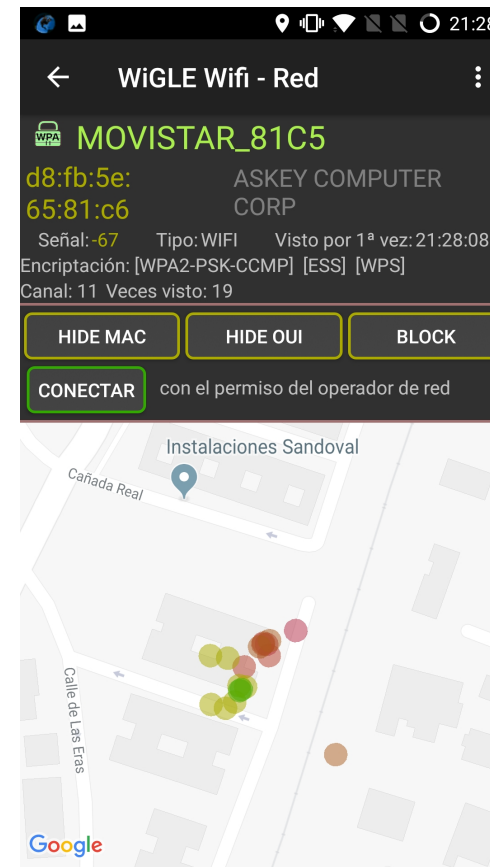 21:28
WiGLE Wifi - Red
WPA
MOVISTAR_81C5
d8:fb:5e:
65:81:c6
ASKEY COMPUTER
CORP
Señal:-67 Tipo:WIFI Visto por 1ª vez:21:28:08
Encriptación: [WPA2-PSK-CCMP] [ESS] [WPS]
Canal: 11 Veces visto: 19
HIDE MAC HIDE OUI BLOCK
CONECTAR con el permiso del operador de red
Instalaciones Sandoval
Cañada Real
Calle de Las Eras
Google